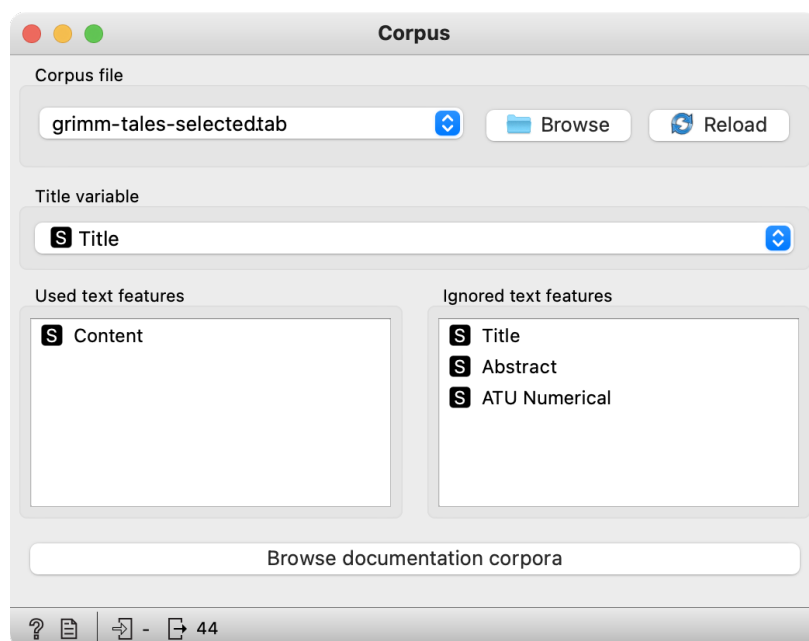 Corpus
Corpus file
grimm-tales-selected.tab
Browse
Reload
Title variable
S Title
Used text features
Ignored text features
S Content
S Title
S Abstract
S ATU Numerical
Browse documentation corpora
? - 44